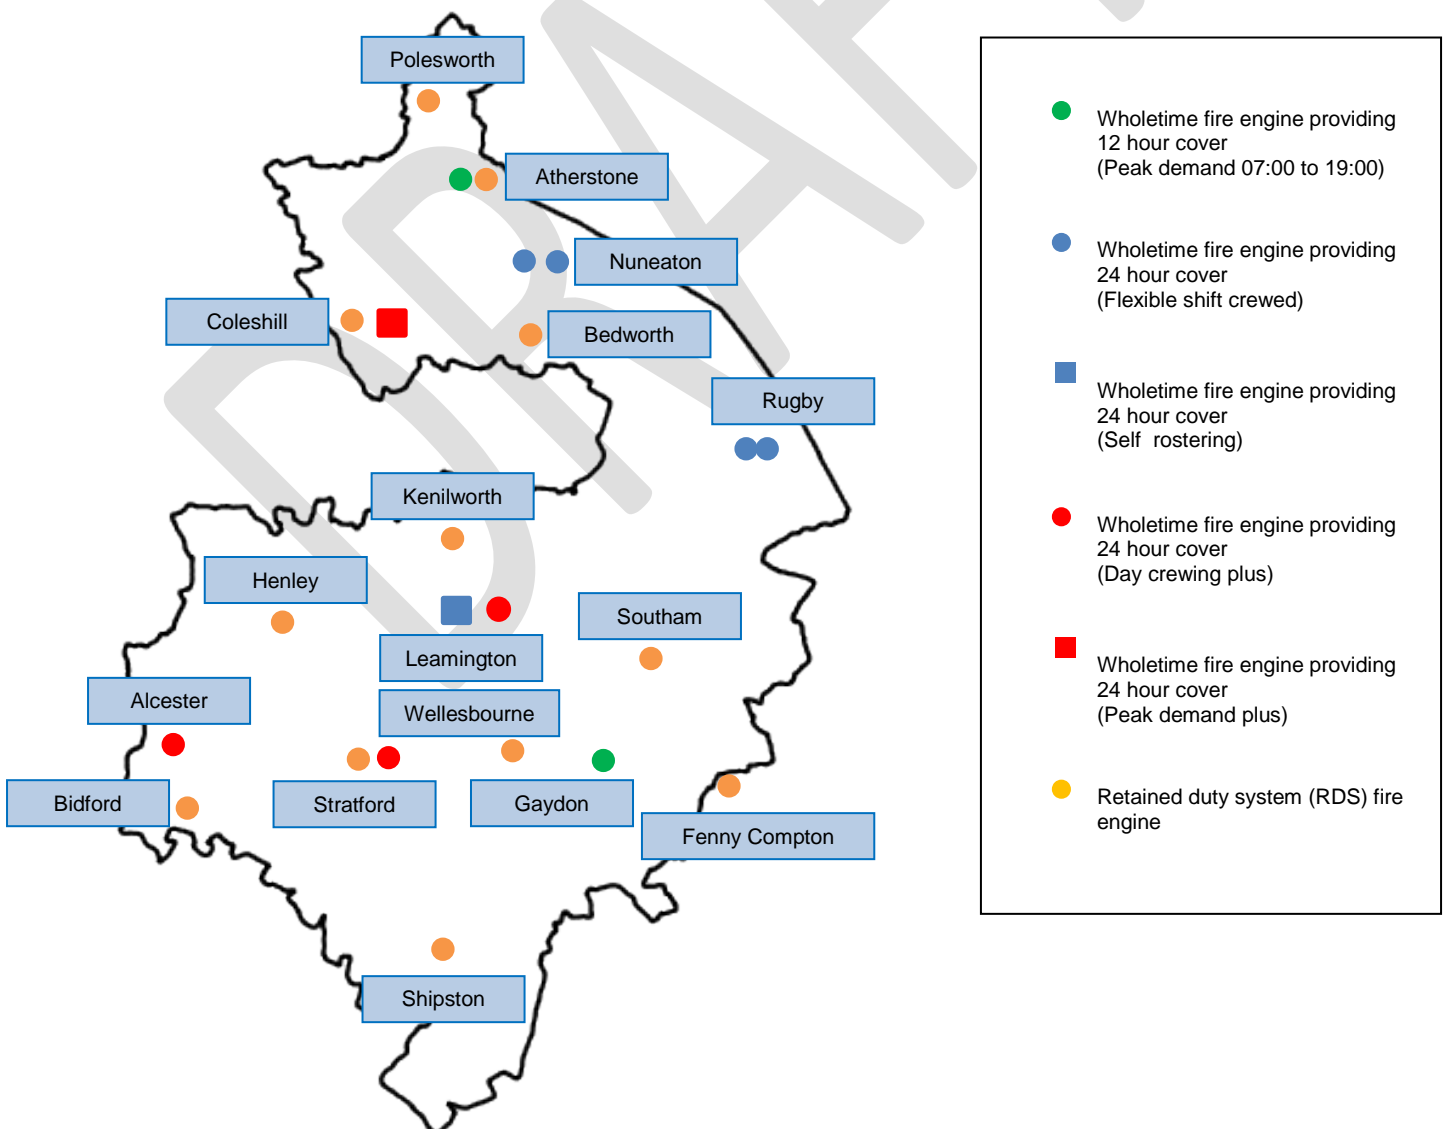 Polesworth
Atherstone
Nuneaton
Coleshill
Bedworth
Rugby
Kenilworth
Henley
Southam
Leamington
Alcester
Wellesbourne
Bidford
Stratford
Gaydon
Fenny Compton
Shipston
Wholetime fire engine providing
12 hour cover
(Peak demand 07:00 to 19:00)
Wholetime fire engine providing
24 hour cover
(Flexible shift crewed)
Wholetime fire engine providing
24 hour cover
(Self  rostering)
Wholetime fire engine providing
24 hour cover
(Day crewing plus)
Wholetime fire engine providing
24 hour cover
(Peak demand plus)
Retained duty system (RDS) fire
engine
DRA